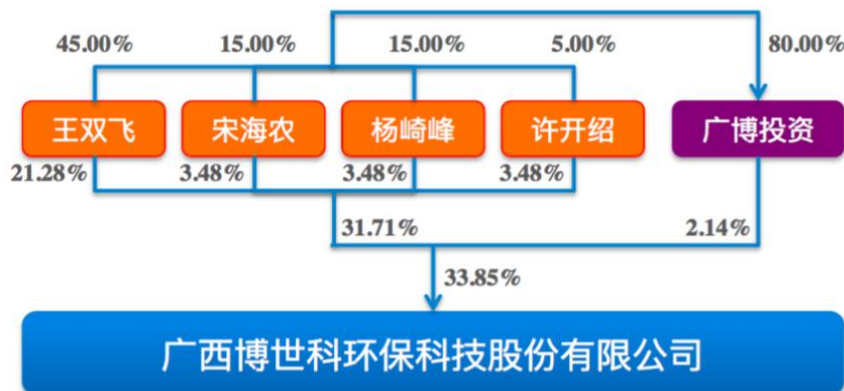 45.00% 15.00% 15.00% 5.00% 80.00%
王双飞 宋海农 杨崎峰 许开绍 广博投资
21.28% 3.48% 3.48% 3.48%
31.71% 2.14%
33.85%
广西博世科环保科技股份有限公司